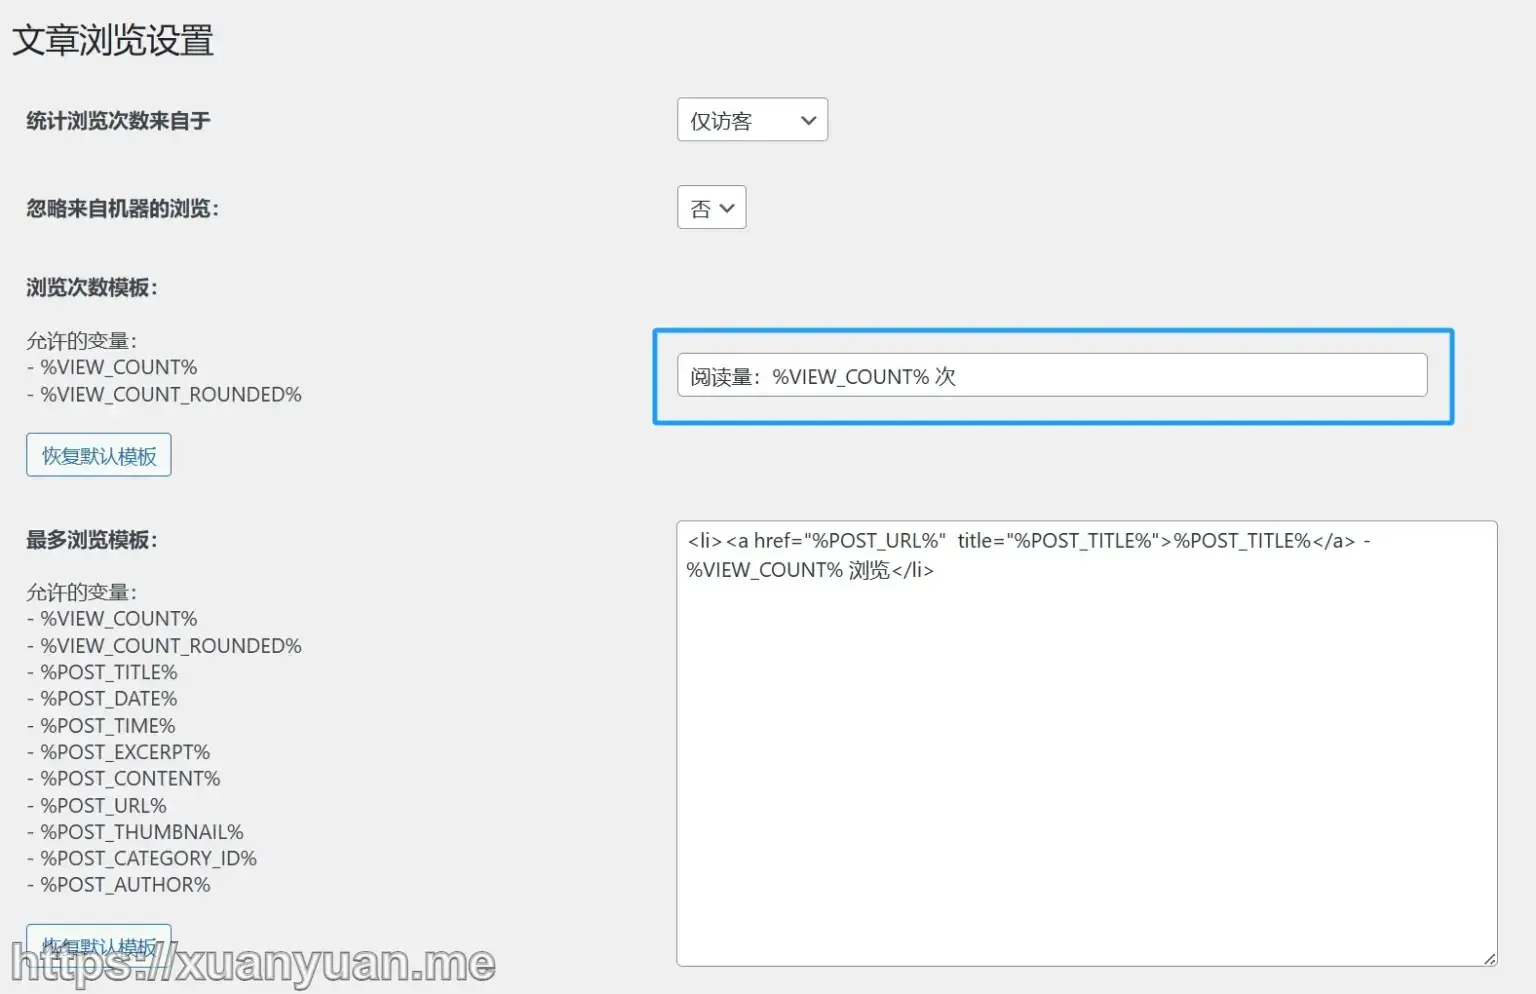 文章浏览设置
统计浏览次数来自于
仅访客
忽略来自机器的浏览：
否
浏览次数模板：
允许的变量：
- %VIEW_COUNT%
- %VIEW_COUNT_ROUNDED%
阅读量：%VIEW_COUNT% 次
恢复默认模板
最多浏览模板：
允许的变量：
- %VIEW_COUNT%
- %VIEW_COUNT_ROUNDED%
- %POST_TITLE%
- %POST_DATE%
- %POST_TIME%
- %POST_EXCERPT%
- %POST_CONTENT%
- %POST_URL%
- %POST_THUMBNAIL%
- %POST_CATEGORY_ID%
- %POST_AUTHOR%
<li><a href="%POST_URL%"  title="%POST_TITLE%">%POST_TITLE%</a> -
%VIEW_COUNT% 浏览</li>
恢复默认模板
https://xuanyuan.me